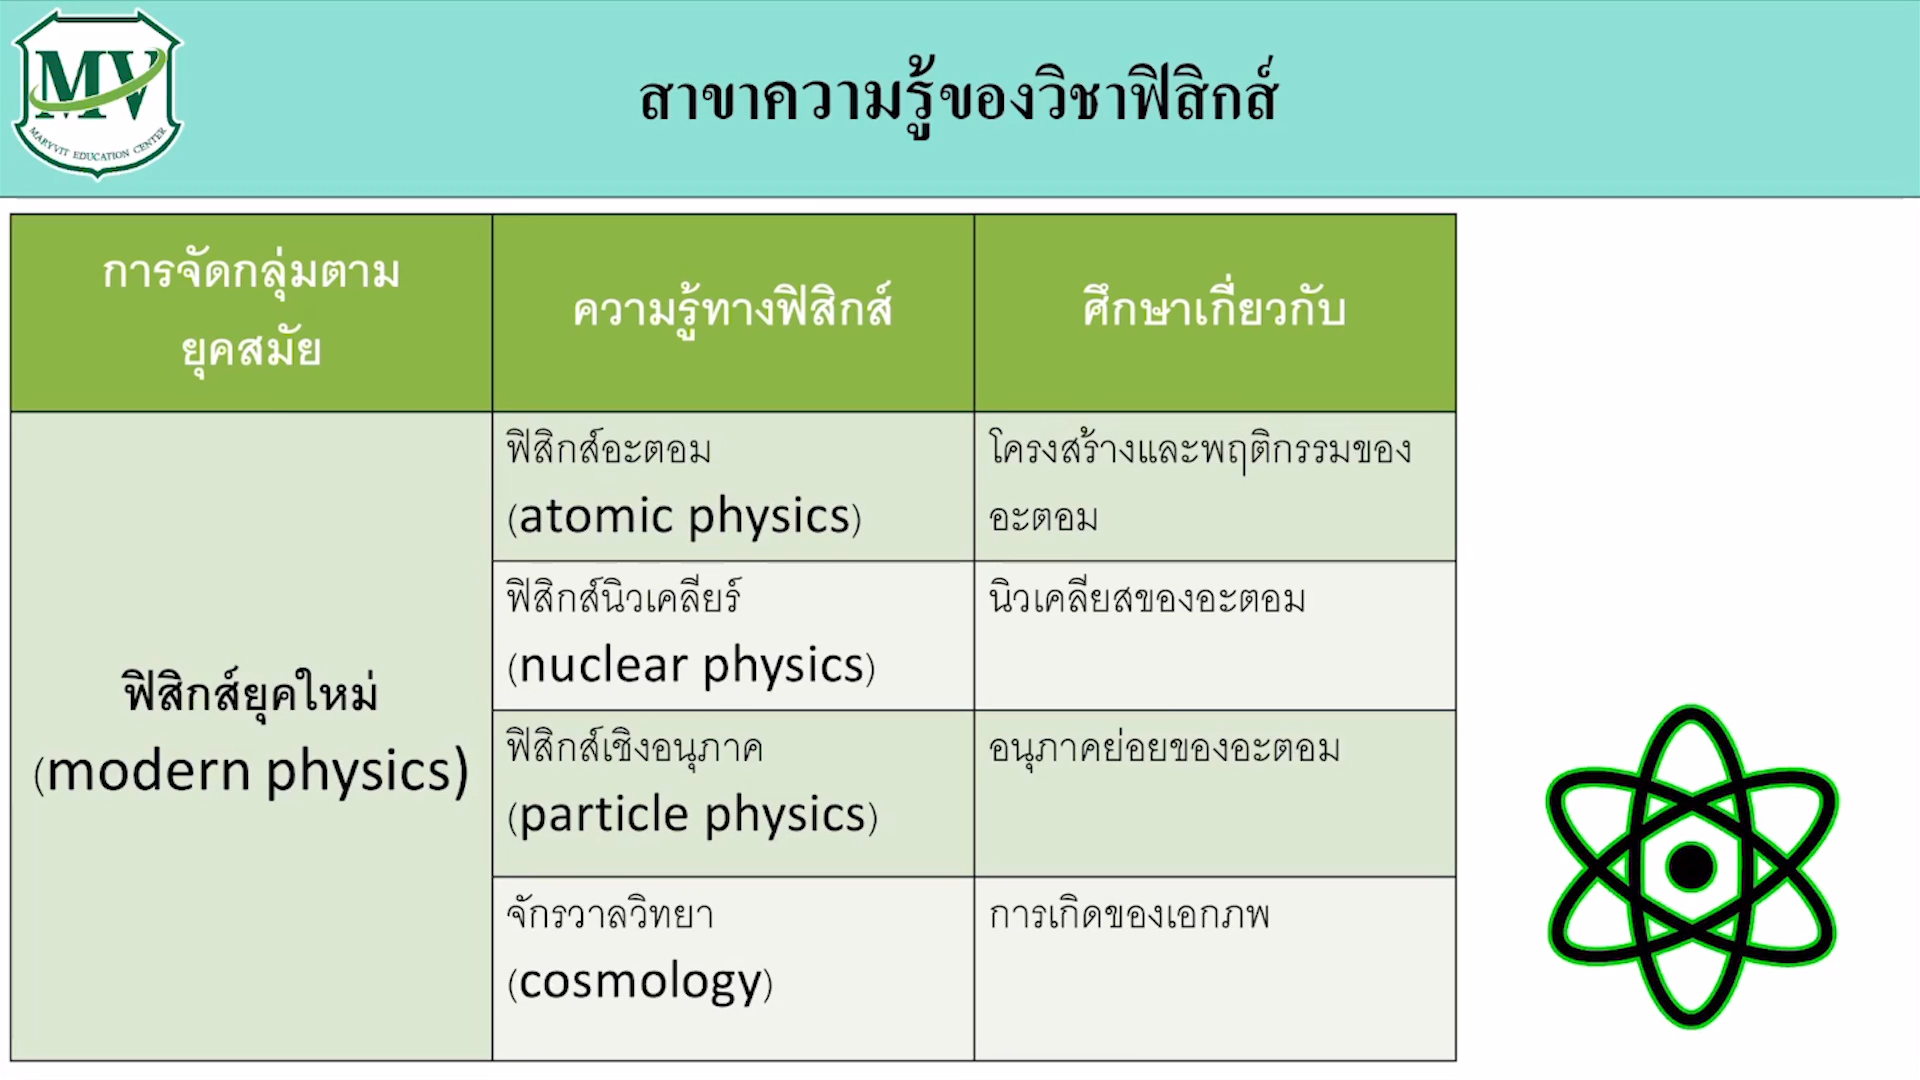 MV
MARYVIT EDUCATION CENTER
สาขาความรู้ของวิชาฟิสิกส์
การจัดกลุ่มตาม
ยุคสมัย
ความรู้ทางฟิสิกส์
ศึกษาเกี่ยวกับ
ฟิสิกส์ยุคใหม่
(modern physics)
ฟิสิกส์อะตอม
(atomic physics)
โครงสร้างและพฤติกรรมของ
อะตอม
ฟิสิกส์นิวเคลียร์
(nuclear physics)
นิวเคลียสของอะตอม
ฟิสิกส์เชิงอนุภาค
(particle physics)
อนุภาคย่อยของอะตอม
จักรวาลวิทยา
(cosmology)
การเกิดของเอกภพ